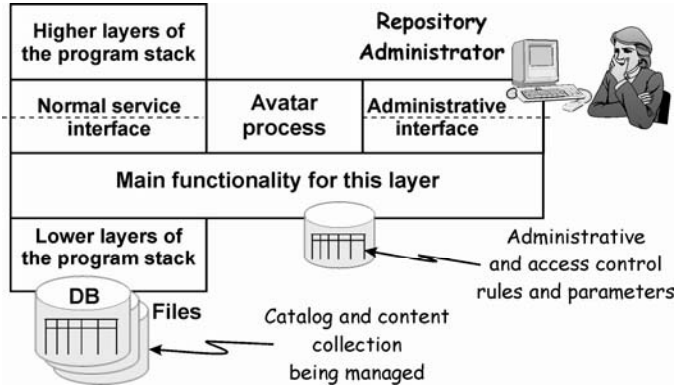 Higher layers of
the program stack
Repository
Administrator
Normal service
interface
Avatar
process
Administrative
interface
Main functionality for this layer
Lower layers of
the program stack
Administrative
and access control
rules and parameters
DB
Files
Catalog and content
collection
being managed